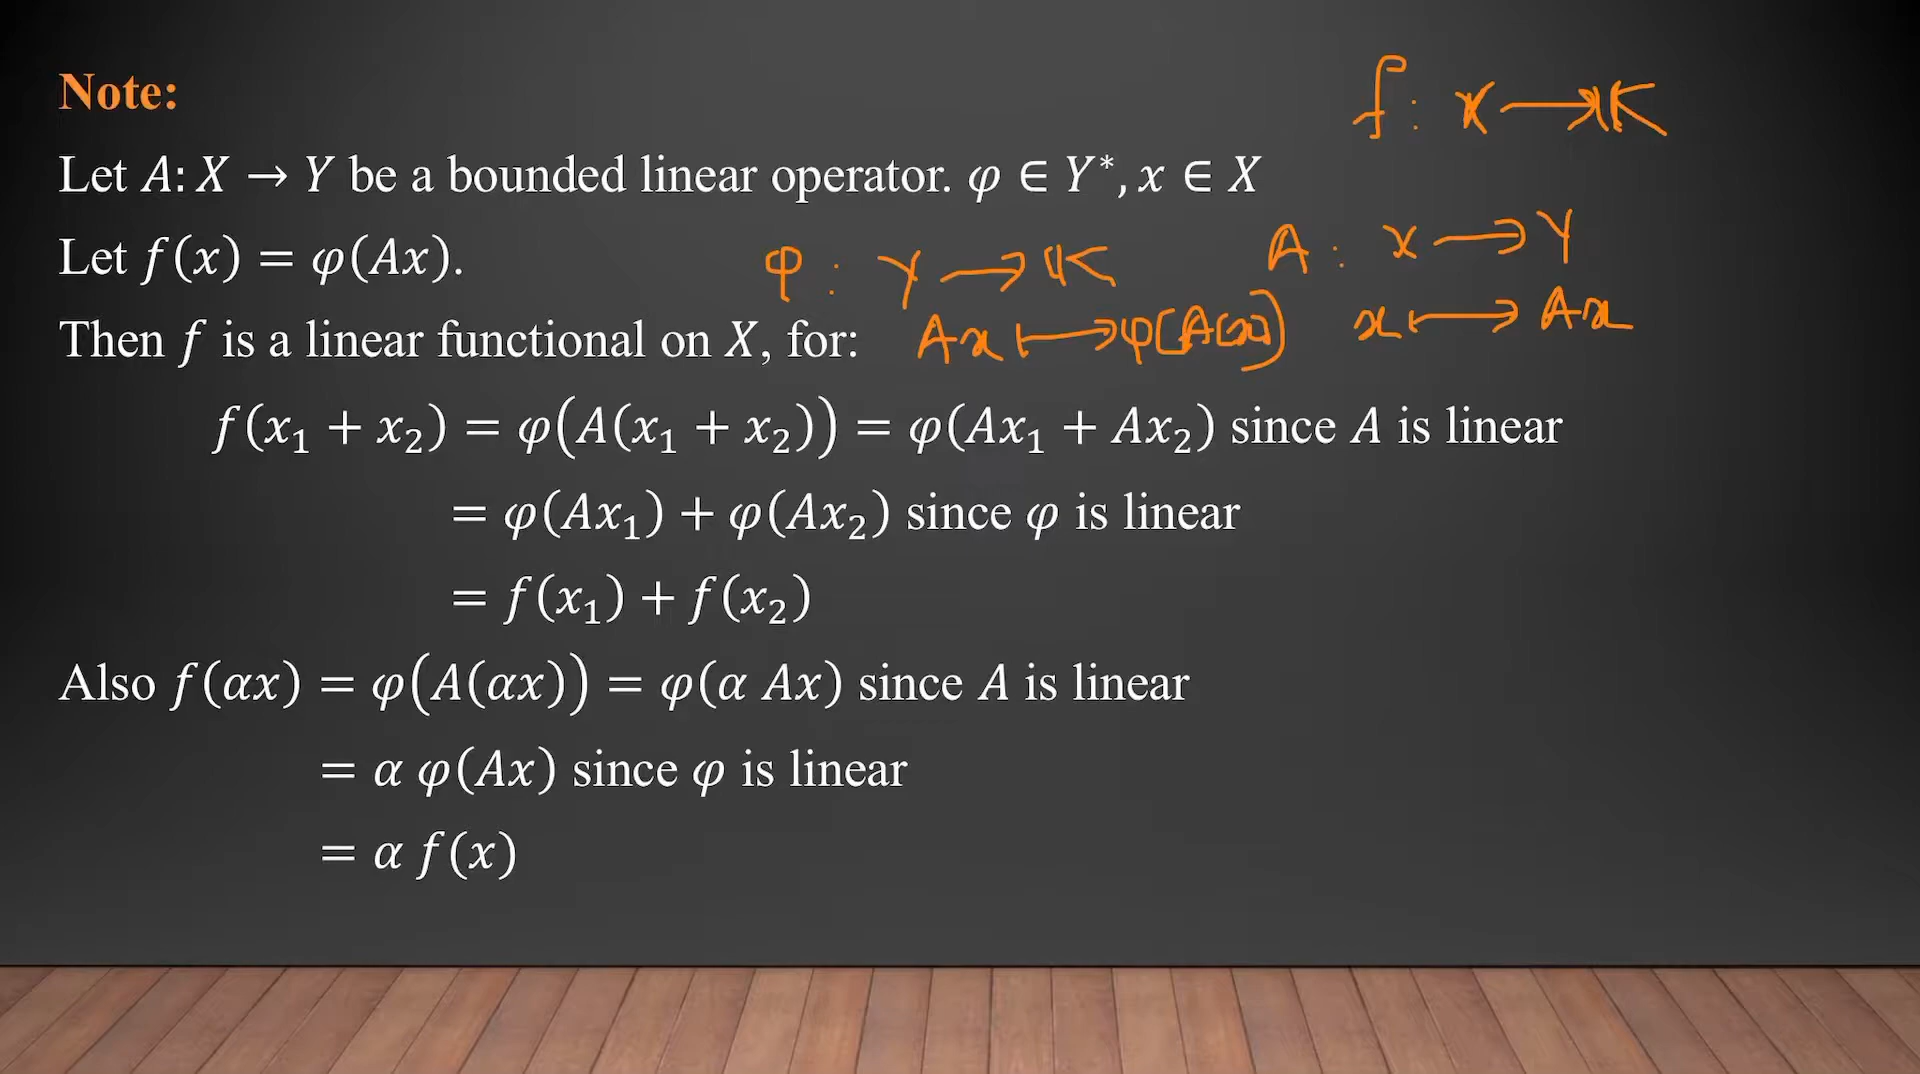 Note:
f : X ⟶ K
Let A: X → Y be a bounded linear operator. φ ∈ Y*, x ∈ X
Let f(x) = φ(Ax).
φ : Y ⟶ K
A : X ⟶ Y
Then f is a linear functional on X, for:
Ax ⟼ φ(A(x))
x ⟼ Ax
f(x₁ + x₂) = φ(A(x₁ + x₂)) = φ(Ax₁ + Ax₂) since A is linear
= φ(Ax₁) + φ(Ax₂) since φ is linear
= f(x₁) + f(x₂)
Also f(αx) = φ(A(αx)) = φ(α Ax) since A is linear
= α φ(Ax) since φ is linear
= α f(x)